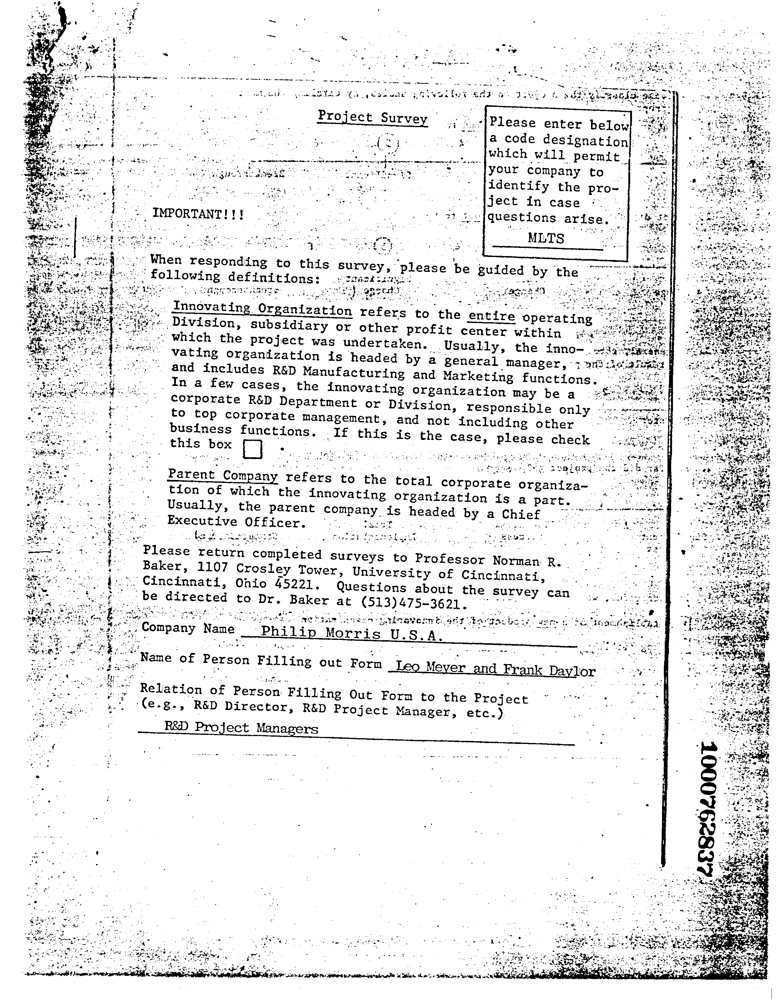 Project Survey
Please enter below
a code designation
which will permit
your company to
identify the pro-
ject in case
questions arise.
MLTS
IMPORTANT!!!
When responding to this survey, please be guided by the
following definitions:
Innovating Organization refers to the entire operating
Division, subsidiary or other profit center within
which the project was undertaken. Usually, the inno-
vating organization is headed by a general manager,
and includes R&D Manufacturing and Marketing functions.
In a few cases, the innovating organization may be a
corporate R&D Department or Division, responsible only
to top corporate management, and not including other
business functions. If this is the case, please check
this box .
Parent Company refers to the total corporate organiza-
tion of which the innovating organization is a part.
Usually, the parent company is headed by a Chief
Executive Officer.
Please return completed surveys to Professor Norman R.
Baker, 1107 Crosley Tower, University of Cincinnati,
Cincinnati, Ohio 45221. Questions about the survey can
be directed to Dr. Baker at (513)475-3621.
Company Name Philip Morris U.S.A.
Name of Person Filling out Form Leo Meyer and Frank Daylor
Relation of Person Filling Out Form to the Project
(e.g., R&D Director, R&D Project Manager, etc.)
R&D Project Managers
1000762837